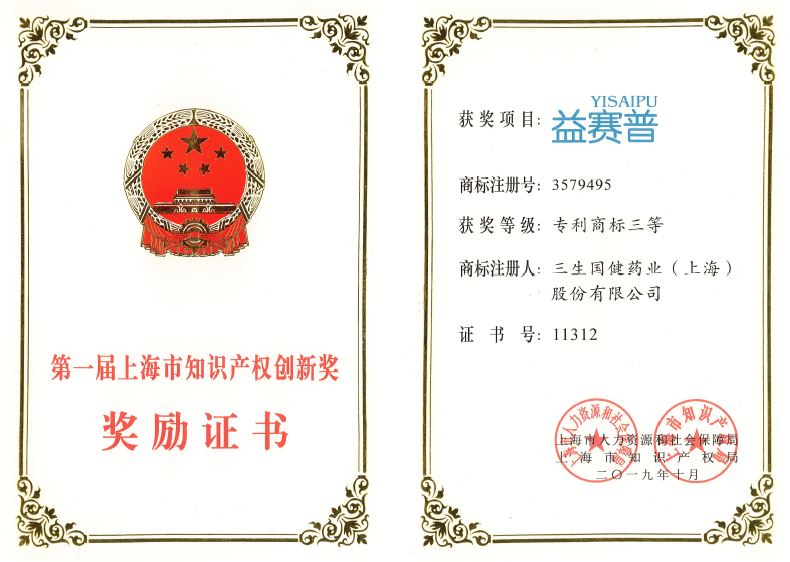 第一届上海市知识产权创新奖
奖励证书
获奖项目：
YISAIPU
益赛普
商标注册号：3579495
获奖等级：专利商标三等
商标注册人：三生国健药业（上海）
股份有限公司
证书号：11312
上海市人力资源和社会保障局
上海市知识产权局
二〇一九年十月
上海市人力资源和社会保障局
上海市知识产权局